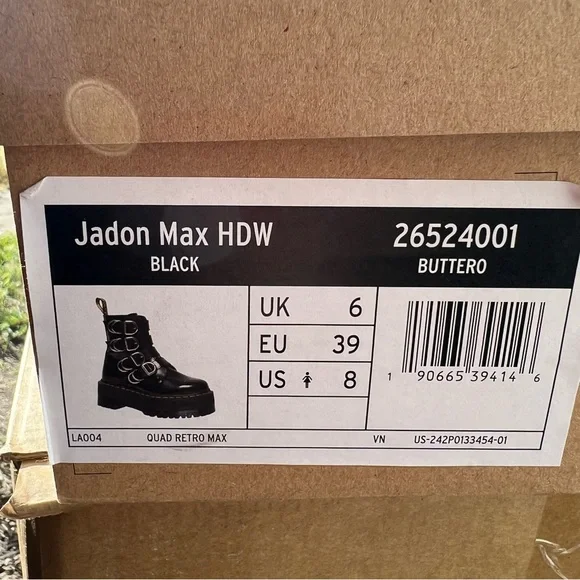 Jadon Max HDW 26524001
BLACK BUTTERO
UK 6
EU 39
US 8
1 90665 39414 6
LA004 QUAD RETRO MAX VN US-242P0133454-01